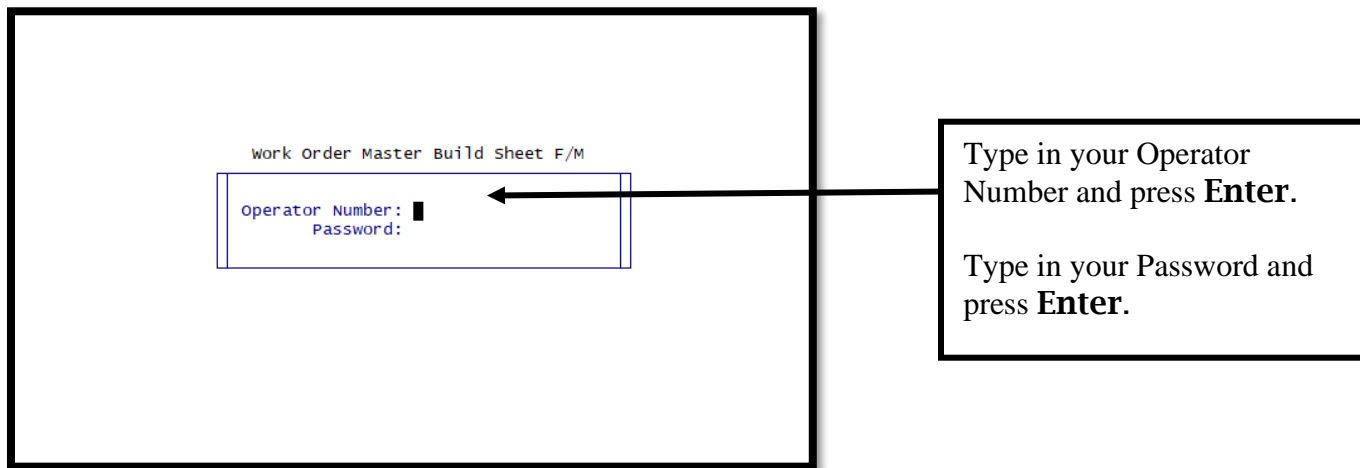 Work Order Master Build Sheet F/M
Operator Number:
Password:
Type in your Operator
Number and press Enter.
Type in your Password and
press Enter.